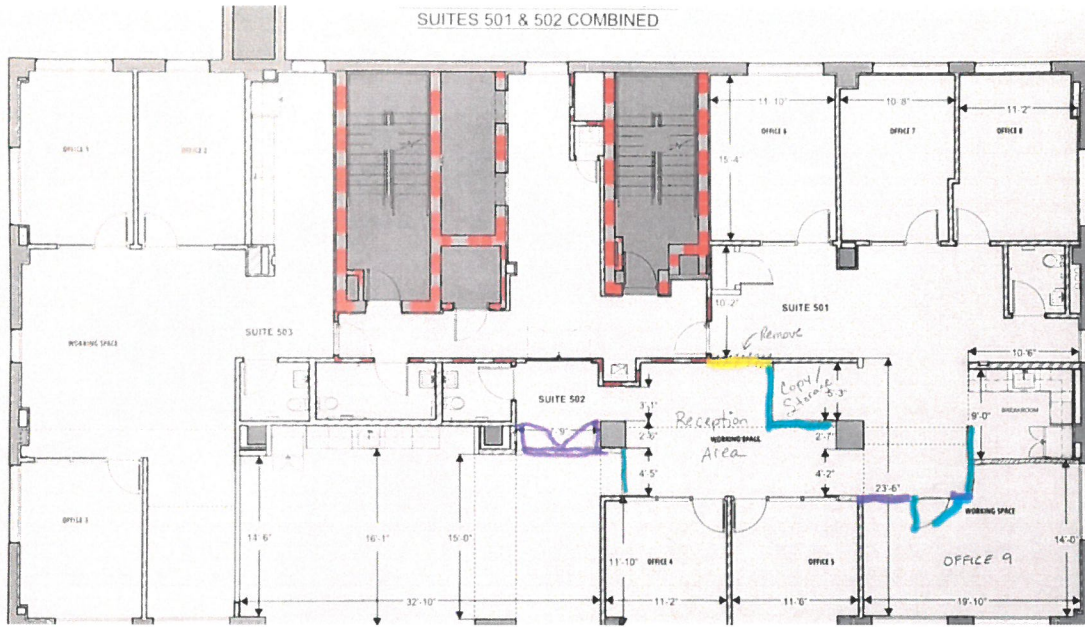 SUITES 501 & 502 COMBINED
OFFICE 1
OFFICE 2
11'-10"
10'-8"
11'-2"
OFFICE 6
OFFICE 7
OFFICE 8
15'-4"
10'-2"
SUITE 501
SUITE 503
WORKING SPACE
Remove
10'-6"
Copy/
Storage
5'-3"
SUITE 502
3'-1"
9'-0"
BREAKROOM
Reception
2'-6"
2'-7"
WORKING SPACE
Area
4'-5"
4'-2"
23'-6"
OFFICE 3
WORKING SPACE
14'-6"
16'-1"
15'-0"
11'-10"
OFFICE 4
OFFICE 5
OFFICE 9
14'-0"
32'-10"
11'-2"
11'-6"
19'-10"